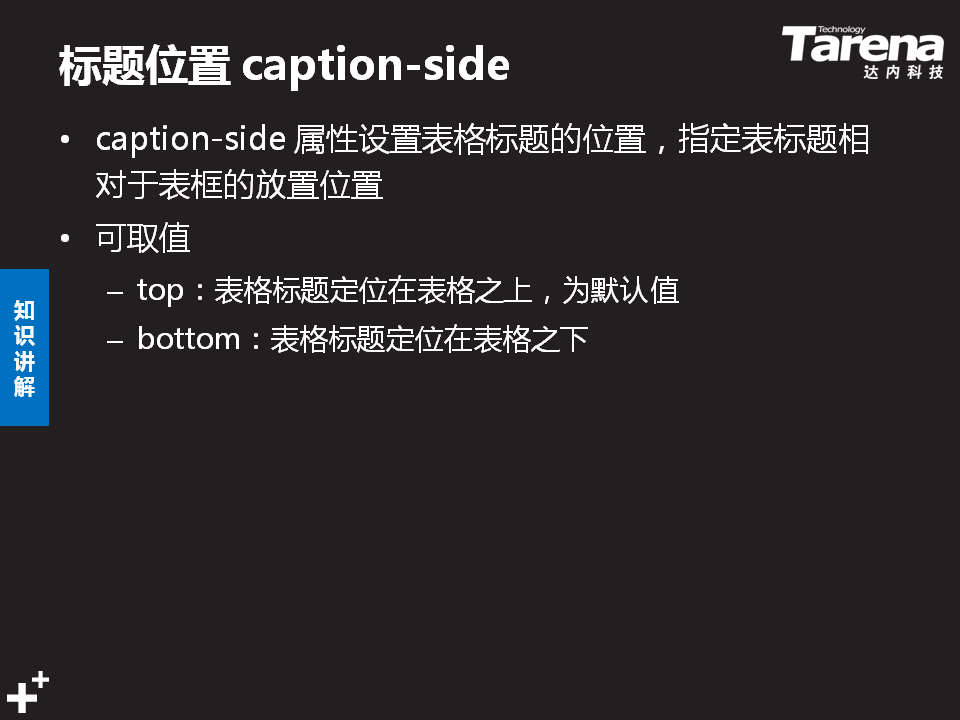 标题位置 caption-side
Technology
Tarena
达内科技
• caption-side 属性设置表格标题的位置，指定表标题相
对于表框的放置位置
• 可取值
– top：表格标题定位在表格之上，为默认值
– bottom：表格标题定位在表格之下
知
识
讲
解